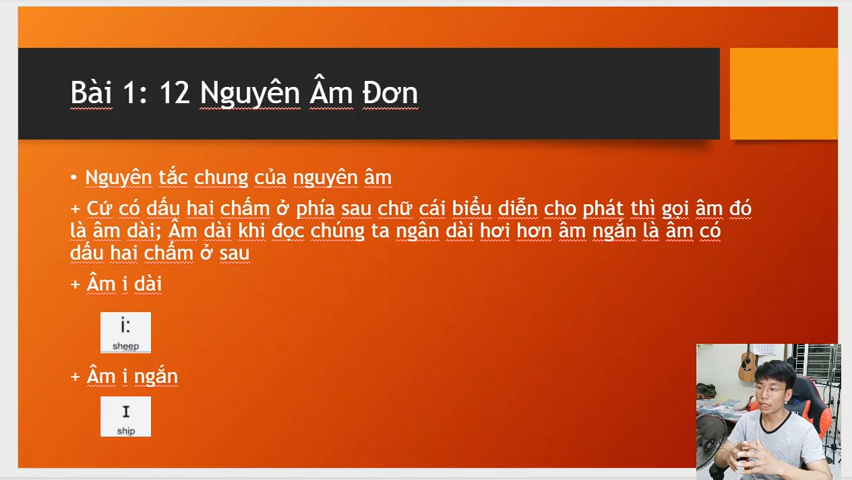 Bài 1: 12 Nguyên Âm Đơn
• Nguyên tắc chung của nguyên âm
+ Cứ có dấu hai chấm ở phía sau chữ cái biểu diễn cho phát thì gọi âm đó
là âm dài; Âm dài khi đọc chúng ta ngân dài hơi hơn âm ngắn là âm có
dấu hai chấm ở sau
+ Âm i dài
i:
sheep
+ Âm i ngắn
ɪ
ship